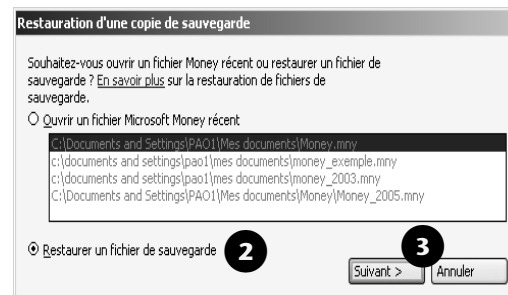 Restauration d'une copie de sauvegarde
Souhaitez-vous ouvrir un fichier Money récent ou restaurer un fichier de
sauvegarde ? En savoir plus sur la restauration de fichiers de
sauvegarde.
Ouvrir un fichier Microsoft Money récent
C:\Documents and Settings\PAO1\Mes documents\Money.mny
c:\documents and settings\pao1\mes documents\money_exemple.mny
c:\documents and settings\pao1\mes documents\money_2003.mny
C:\Documents and Settings\PAO1\Mes documents\Money\Money_2005.mny
Restaurer un fichier de sauvegarde 2
3
Suivant > Annuler